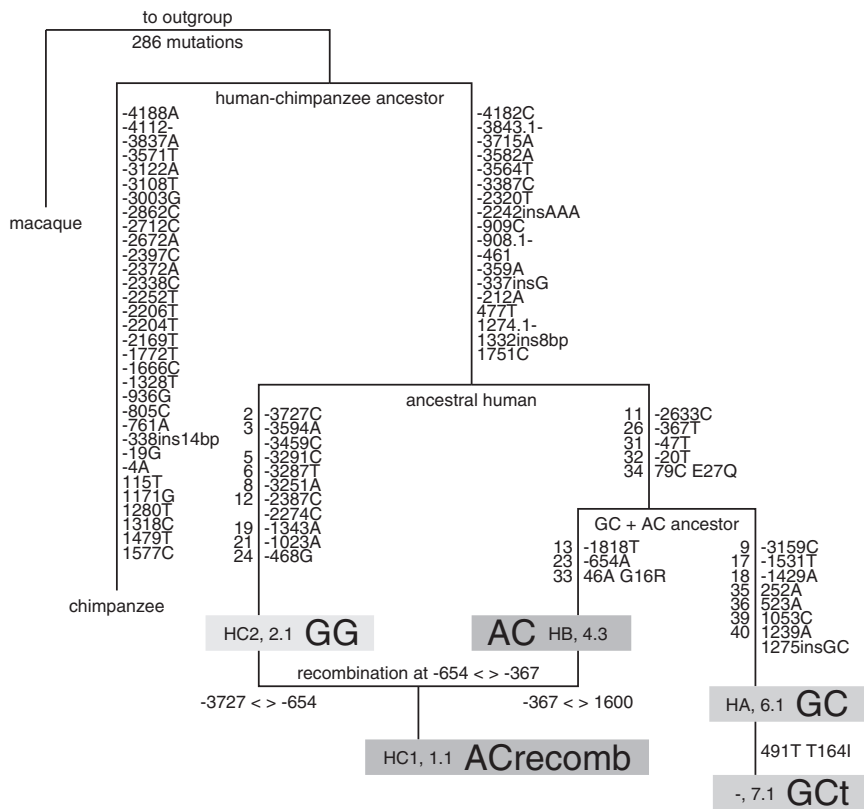 to outgroup
286 mutations
human-chimpanzee ancestor
macaque
-4188A
-4112-
-3837A
-3571T
-3122A
-3108T
-3003G
-2862C
-2712C
-2672A
-2397C
-2372A
-2338C
-2252T
-2206T
-2204T
-2169T
-1772T
-1666C
-1328T
-936G
-805C
-761A
-338ins14bp
-19G
-4A
115T
1171G
1280T
1318C
1479T
1577C
chimpanzee
-4182C
-3843.1-
-3715A
-3582A
-3564T
-3387C
-2320T
-2242insAAA
-909C
-908.1-
-461
-359A
-337insG
-212A
477T
1274.1-
1332ins8bp
1751C
ancestral human
2 -3727C
3 -3594A
-3459C
5 -3291C
6 -3287T
8 -3251A
12 -2387C
-2274C
19 -1343A
21 -1023A
24 -468G
11 -2633C
26 -367T
31 -47T
32 -20T
34 79C E27Q
GC + AC ancestor
13 -1818T
23 -654A
33 46A G16R
9 -3159C
17 -1531T
18 -1429A
35 252A
36 523A
39 1053C
40 1239A
1275insGC
HC2, 2.1 GG
AC HB, 4.3
recombination at -654 < > -367
-3727 < > -654
-367 < > 1600
HA, 6.1 GC
HC1, 1.1 ACrecomb
491T T164I
-, 7.1 GCt